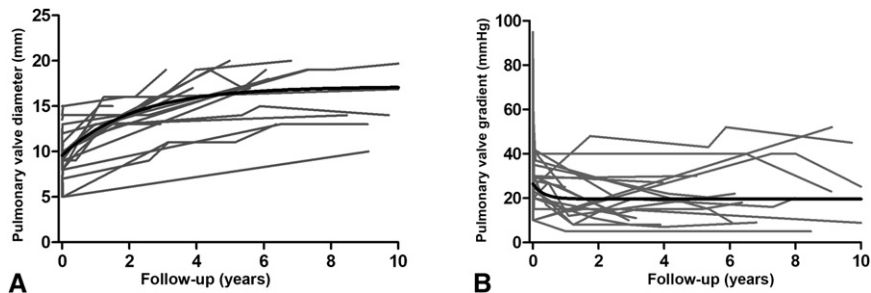 Pulmonary valve diameter (mm)
25
20
15
10
5
0
0 2 4 6 8 10
Follow-up (years)
A
Pulmonary valve gradient (mmHg)
100
80
60
40
20
0
0 2 4 6 8 10
Follow-up (years)
B